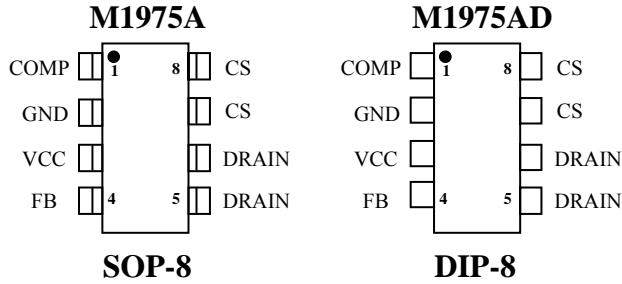 M1975A
COMP 1 8 CS
GND CS
VCC DRAIN
FB 4 5 DRAIN
SOP-8
M1975AD
COMP 1 8 CS
GND CS
VCC DRAIN
FB 4 5 DRAIN
DIP-8